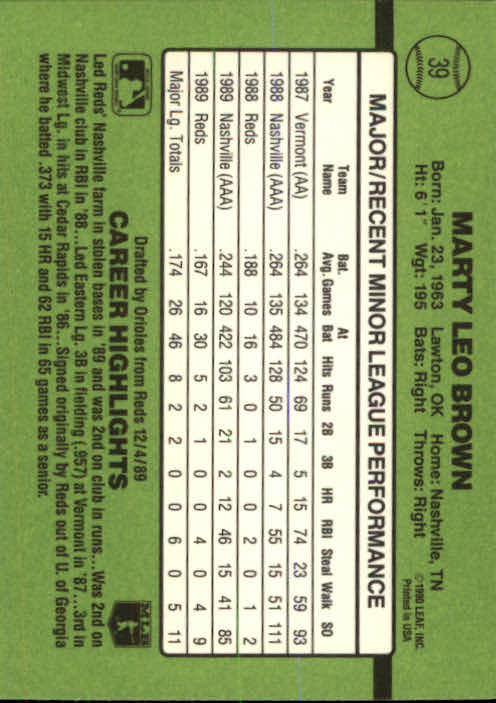 39
MARTY LEO BROWN
Born: Jan. 23, 1963 Lawton, OK Home: Nashville, TN
Ht: 6' 1" Wgt: 195 Bats: Right Throws: Right
©1990 LEAF, INC.
Printed in USA
MAJOR/RECENT MINOR LEAGUE PERFORMANCE
Team Bat. At
Year Name Avg. Games Bat Hits Runs 2B 3B HR RBI Steal Walk SO
1987 Vermont (AA) .264 134 470 124 69 17 5 15 74 23 59 93
1988 Nashville (AAA) .264 135 484 128 50 15 4 7 55 15 51 111
1988 Reds .188 10 16 3 0 1 0 0 2 0 1 2
1989 Nashville (AAA) .244 120 422 103 61 21 2 12 46 15 41 85
1989 Reds .167 16 30 5 2 1 0 0 4 0 4 9
Major Lg. Totals .174 26 46 8 2 2 0 0 6 0 5 11
Drafted by Orioles from Reds 12/4/89
CAREER HIGHLIGHTS
MLB
Led Reds' Nashville farm in stolen bases in '89 and was 2nd on club in runs...Was 2nd on
Nashville club in RBI in '88...Led Eastern Lg. 3B in fielding (.957) at Vermont in '87...3rd in
Midwest Lg. in hits at Cedar Rapids in '86...Signed originally by Reds out of U. of Georgia
where he batted .373 with 15 HR and 62 RBI in 65 games as a senior.